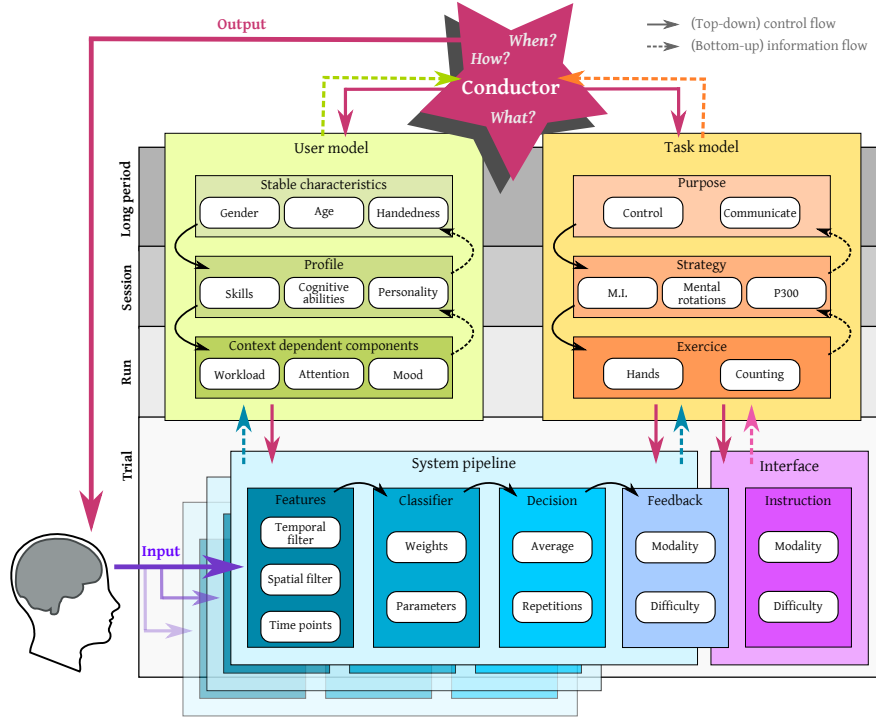 Output
When?
How?
Conductor
What?
(Top-down) control flow
(Bottom-up) information flow
Long period
Session
Run
Trial
User model
Stable characteristics
Gender
Age
Handedness
Profile
Skills
Cognitive
abilities
Personality
Context dependent components
Workload
Attention
Mood
Task model
Purpose
Control
Communicate
Strategy
M.I.
Mental
rotations
P300
Exercice
Hands
Counting
Input
System pipeline
Features
Temporal
filter
Spatial filter
Time points
Classifier
Weights
Parameters
Decision
Average
Repetitions
Feedback
Modality
Difficulty
Interface
Instruction
Modality
Difficulty